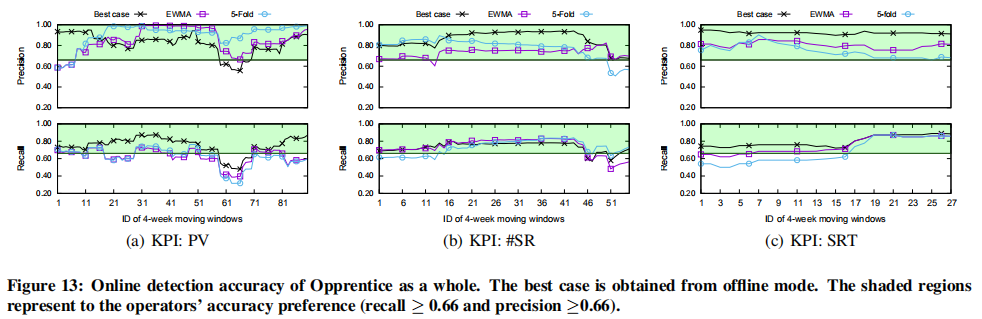 Best case EWMA 5-Fold
Precision
1.00
0.80
0.60
0.40
0.20
Recall
1.00
0.80
0.60
0.40
0.20
1 11 21 31 41 51 61 71 81
ID of 4-week moving windows
(a) KPI: PV
Best case EWMA 5-Fold
Precision
1.00
0.80
0.60
0.40
0.20
Recall
1.00
0.80
0.60
0.40
0.20
1 6 11 16 21 26 31 36 41 46 51
ID of 4-week moving windows
(b) KPI: #SR
Best case EWMA 5-Fold
Precision
1.00
0.80
0.60
0.40
0.20
Recall
1.00
0.80
0.60
0.40
0.20
1 3 5 7 9 11 13 15 17 19 21 23 25 27
ID of 4-week moving windows
(c) KPI: SRT
Figure 13: Online detection accuracy of Opprentice as a whole. The best case is obtained from offline mode. The shaded regions
represent to the operators' accuracy preference (recall ≥ 0.66 and precision ≥0.66).